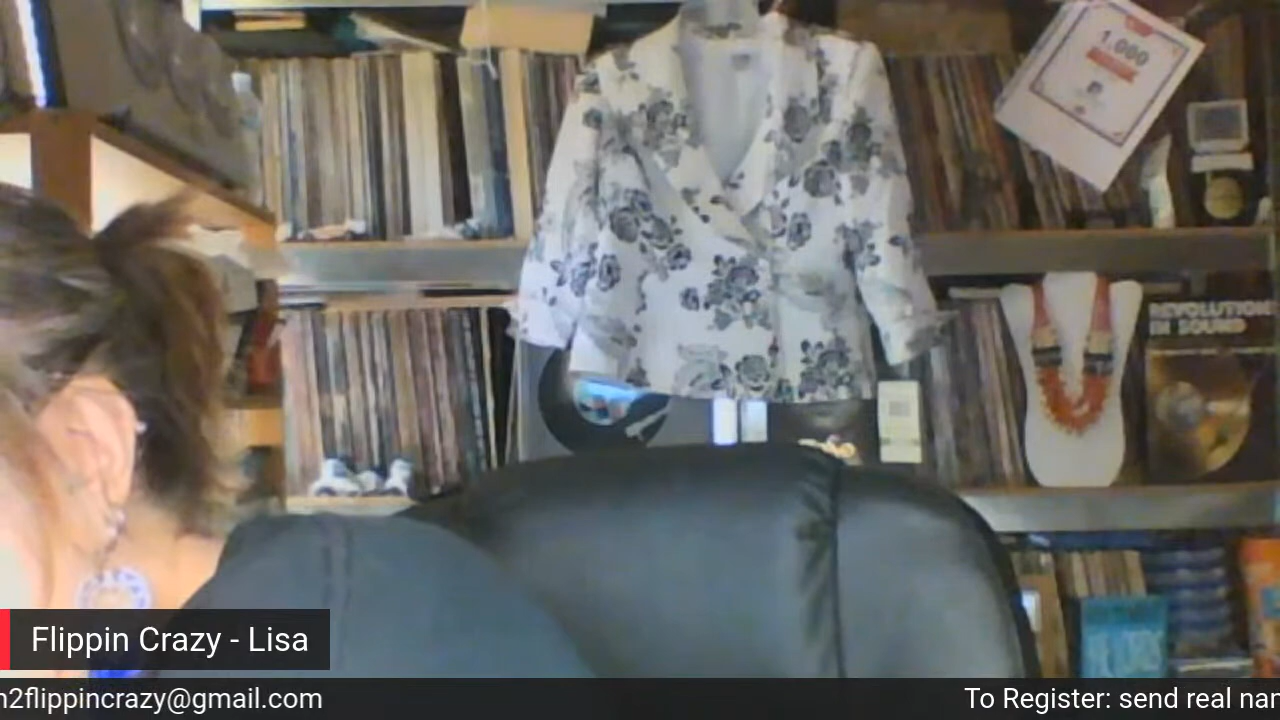 1,000
REVOLUTION
IN SOUND
Flippin Crazy - Lisa
n2flippincrazy@gmail.com
To Register: send real nar